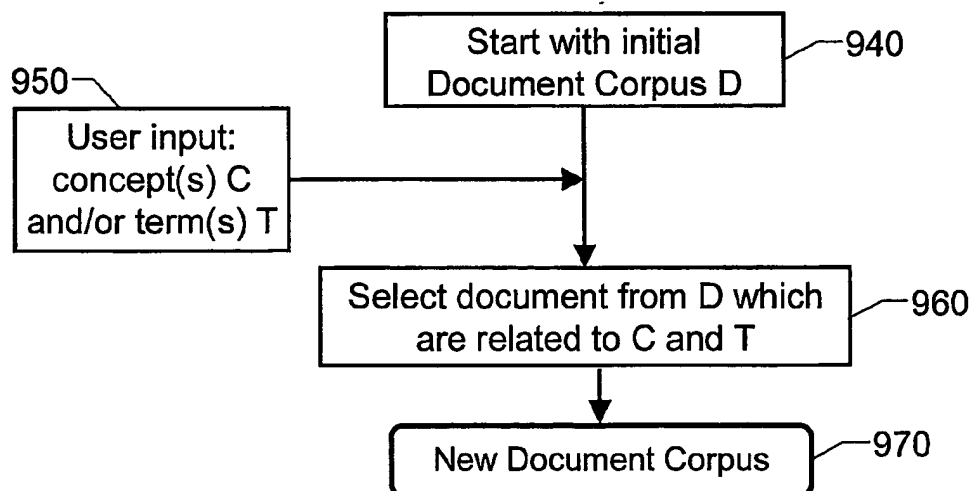 Start with initial
Document Corpus D
940
950
User input:
concept(s) C
and/or term(s) T
Select document from D which
are related to C and T
960
New Document Corpus
970